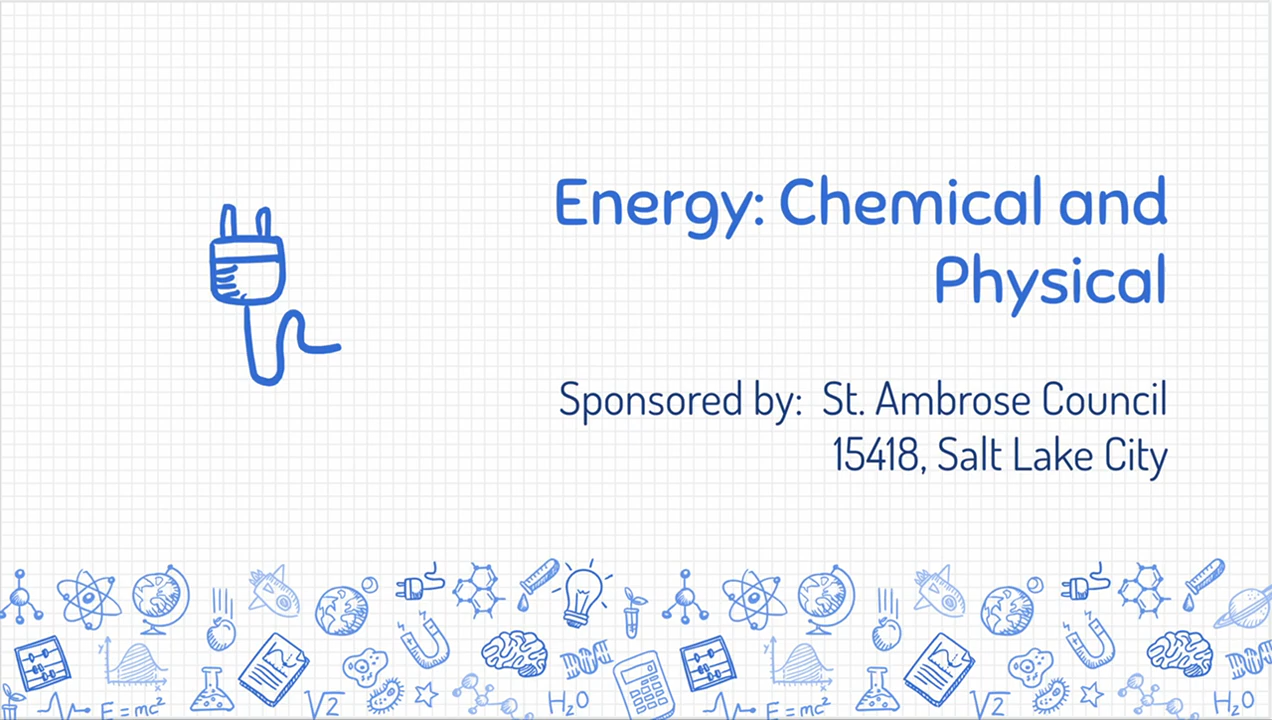 Energy: Chemical and
Physical
Sponsored by: St. Ambrose Council
15418, Salt Lake City
y
x
E=mc²
√2
H₂O
y
x
E=mc²
√2
H₂O